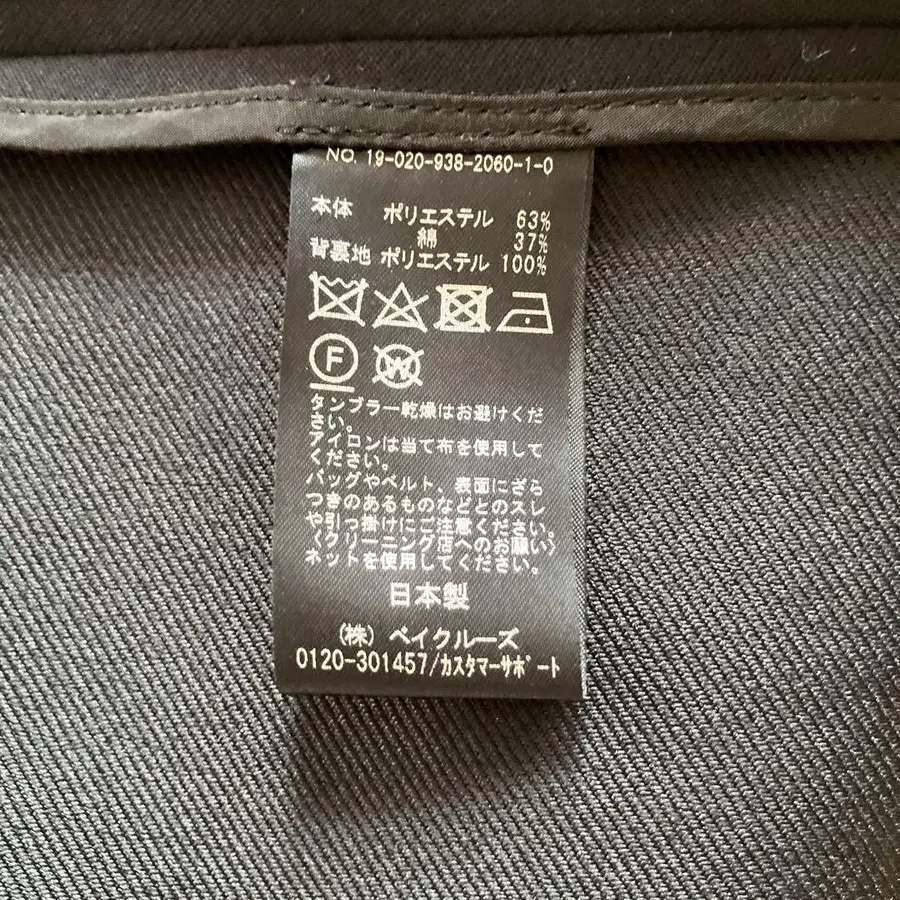 NO. 19-020-938-2060-1-0
本体 ポリエステル 63%
綿 37%
背裏地 ポリエステル 100%
F W
タンブラー乾燥はお避けくだ
さい。
アイロンは当て布を使用して
ください。
バッグやベルト、表面にざら
つきのあるものなどとのスレ
や引っ掛けにご注意ください。
〈クリーニング店へのお願い〉
ネットを使用してください。
日本製
(株) ベイクルーズ
0120-301457/カスタマーサポート